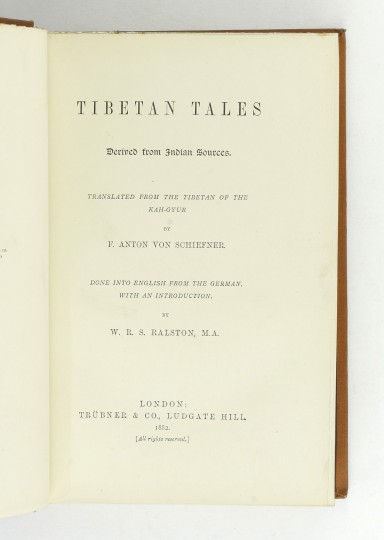 TIBETAN TALES
Derived from Indian Sources.
TRANSLATED FROM THE TIBETAN OF THE
KAH-GYUR
BY
F. ANTON VON SCHIEFNER.
DONE INTO ENGLISH FROM THE GERMAN,
WITH AN INTRODUCTION,
BY
W. R. S. RALSTON, M.A.
LONDON:
TRÜBNER & CO., LUDGATE HILL.
1882.
[All rights reserved.]